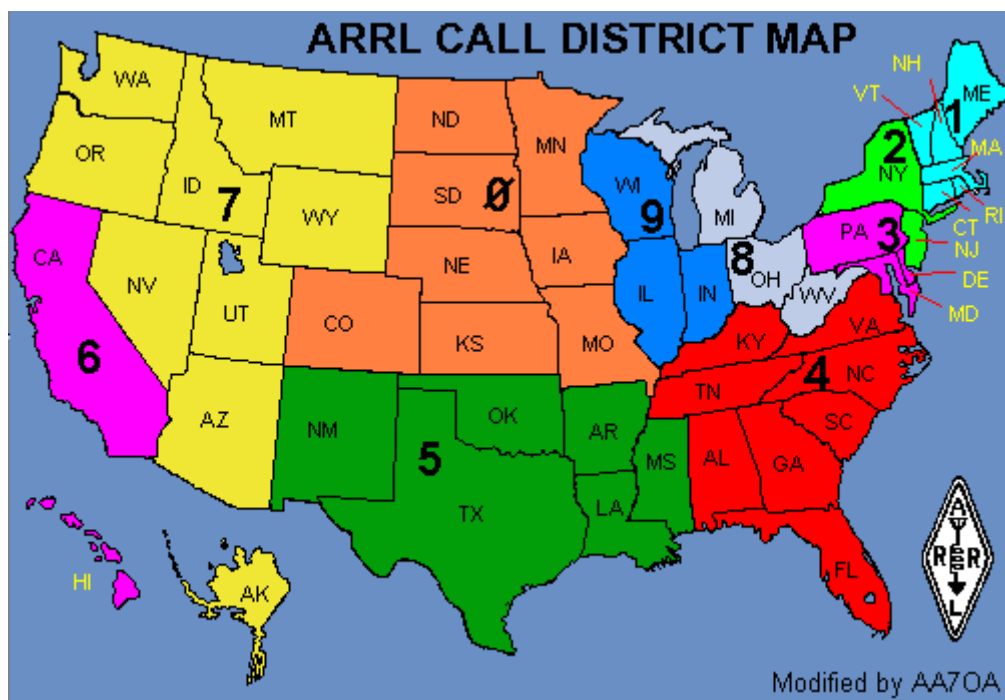 ARRL CALL DISTRICT MAP
NH
VT
ME
1
WA
MT
ND
MN
MA
OR
ID
7
SD
0
WI
9
MI
2
NY
RI
CT
WY
PA
3
NJ
CA
NV
NE
IA
8
OH
DE
UT
CO
IL
IN
WV
MD
KS
MO
KY
VA
6
4
NC
TN
AZ
NM
OK
AR
SC
5
MS
AL
GA
TX
LA
HI
AK
FL
A
R R
L
Modified by AA7OA